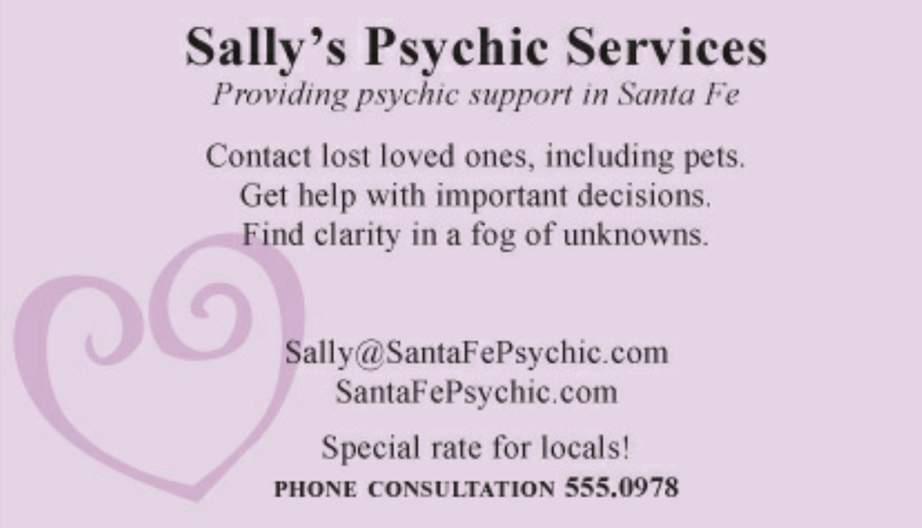 Sally’s Psychic Services
Providing psychic support in Santa Fe
Contact lost loved ones, including pets.
Get help with important decisions.
Find clarity in a fog of unknowns.
Sally@SantaFePsychic.com
SantaFePsychic.com
Special rate for locals!
PHONE CONSULTATION 555.0978